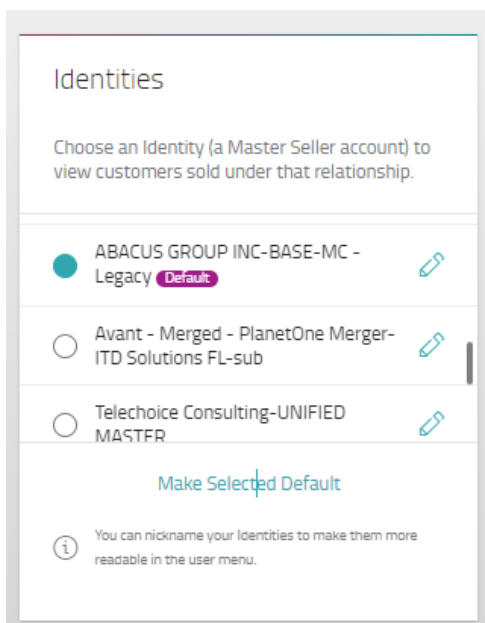 Identities
Choose an Identity (a Master Seller account) to
view customers sold under that relationship.
ABACUS GROUP INC-BASE-MC -
Legacy Default
Avant - Merged - PlanetOne Merger-
ITD Solutions FL-sub
Telechoice Consulting-UNIFIED
MASTER
Make Selected Default
You can nickname your Identities to make them more
readable in the user menu.